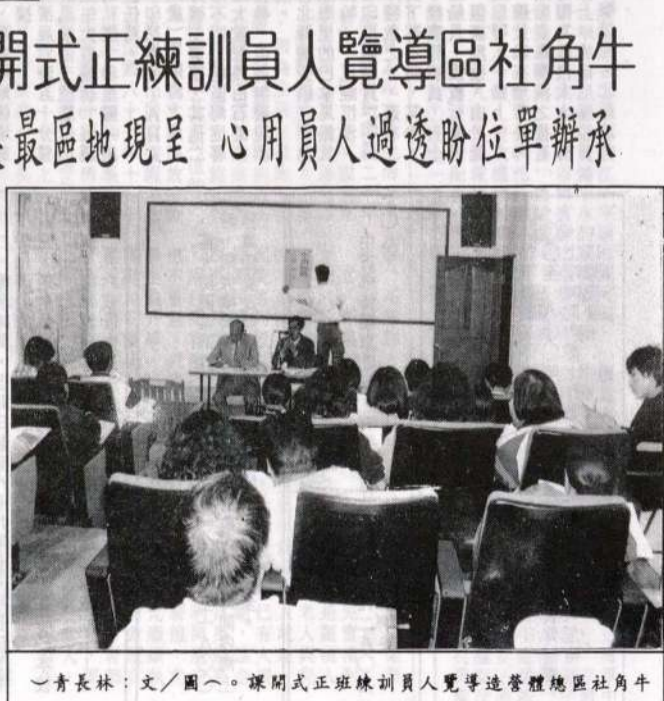 牛角社區導覽人員訓練正式開
承辦單位盼透過人員用心 呈現地區最
牛角社區總體營造導覽人員訓練班正式開課。（圖／文：林長青）